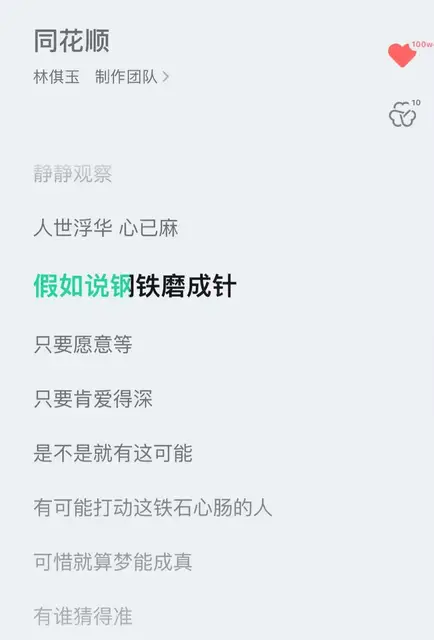 同花顺
100w
林倛玉 制作团队
10
静静观察
人世浮华 心已麻
假如说钢铁磨成针
只要愿意等
只要肯爱得深
是不是就有这可能
有可能打动这铁石心肠的人
可惜就算梦能成真
有谁猜得准